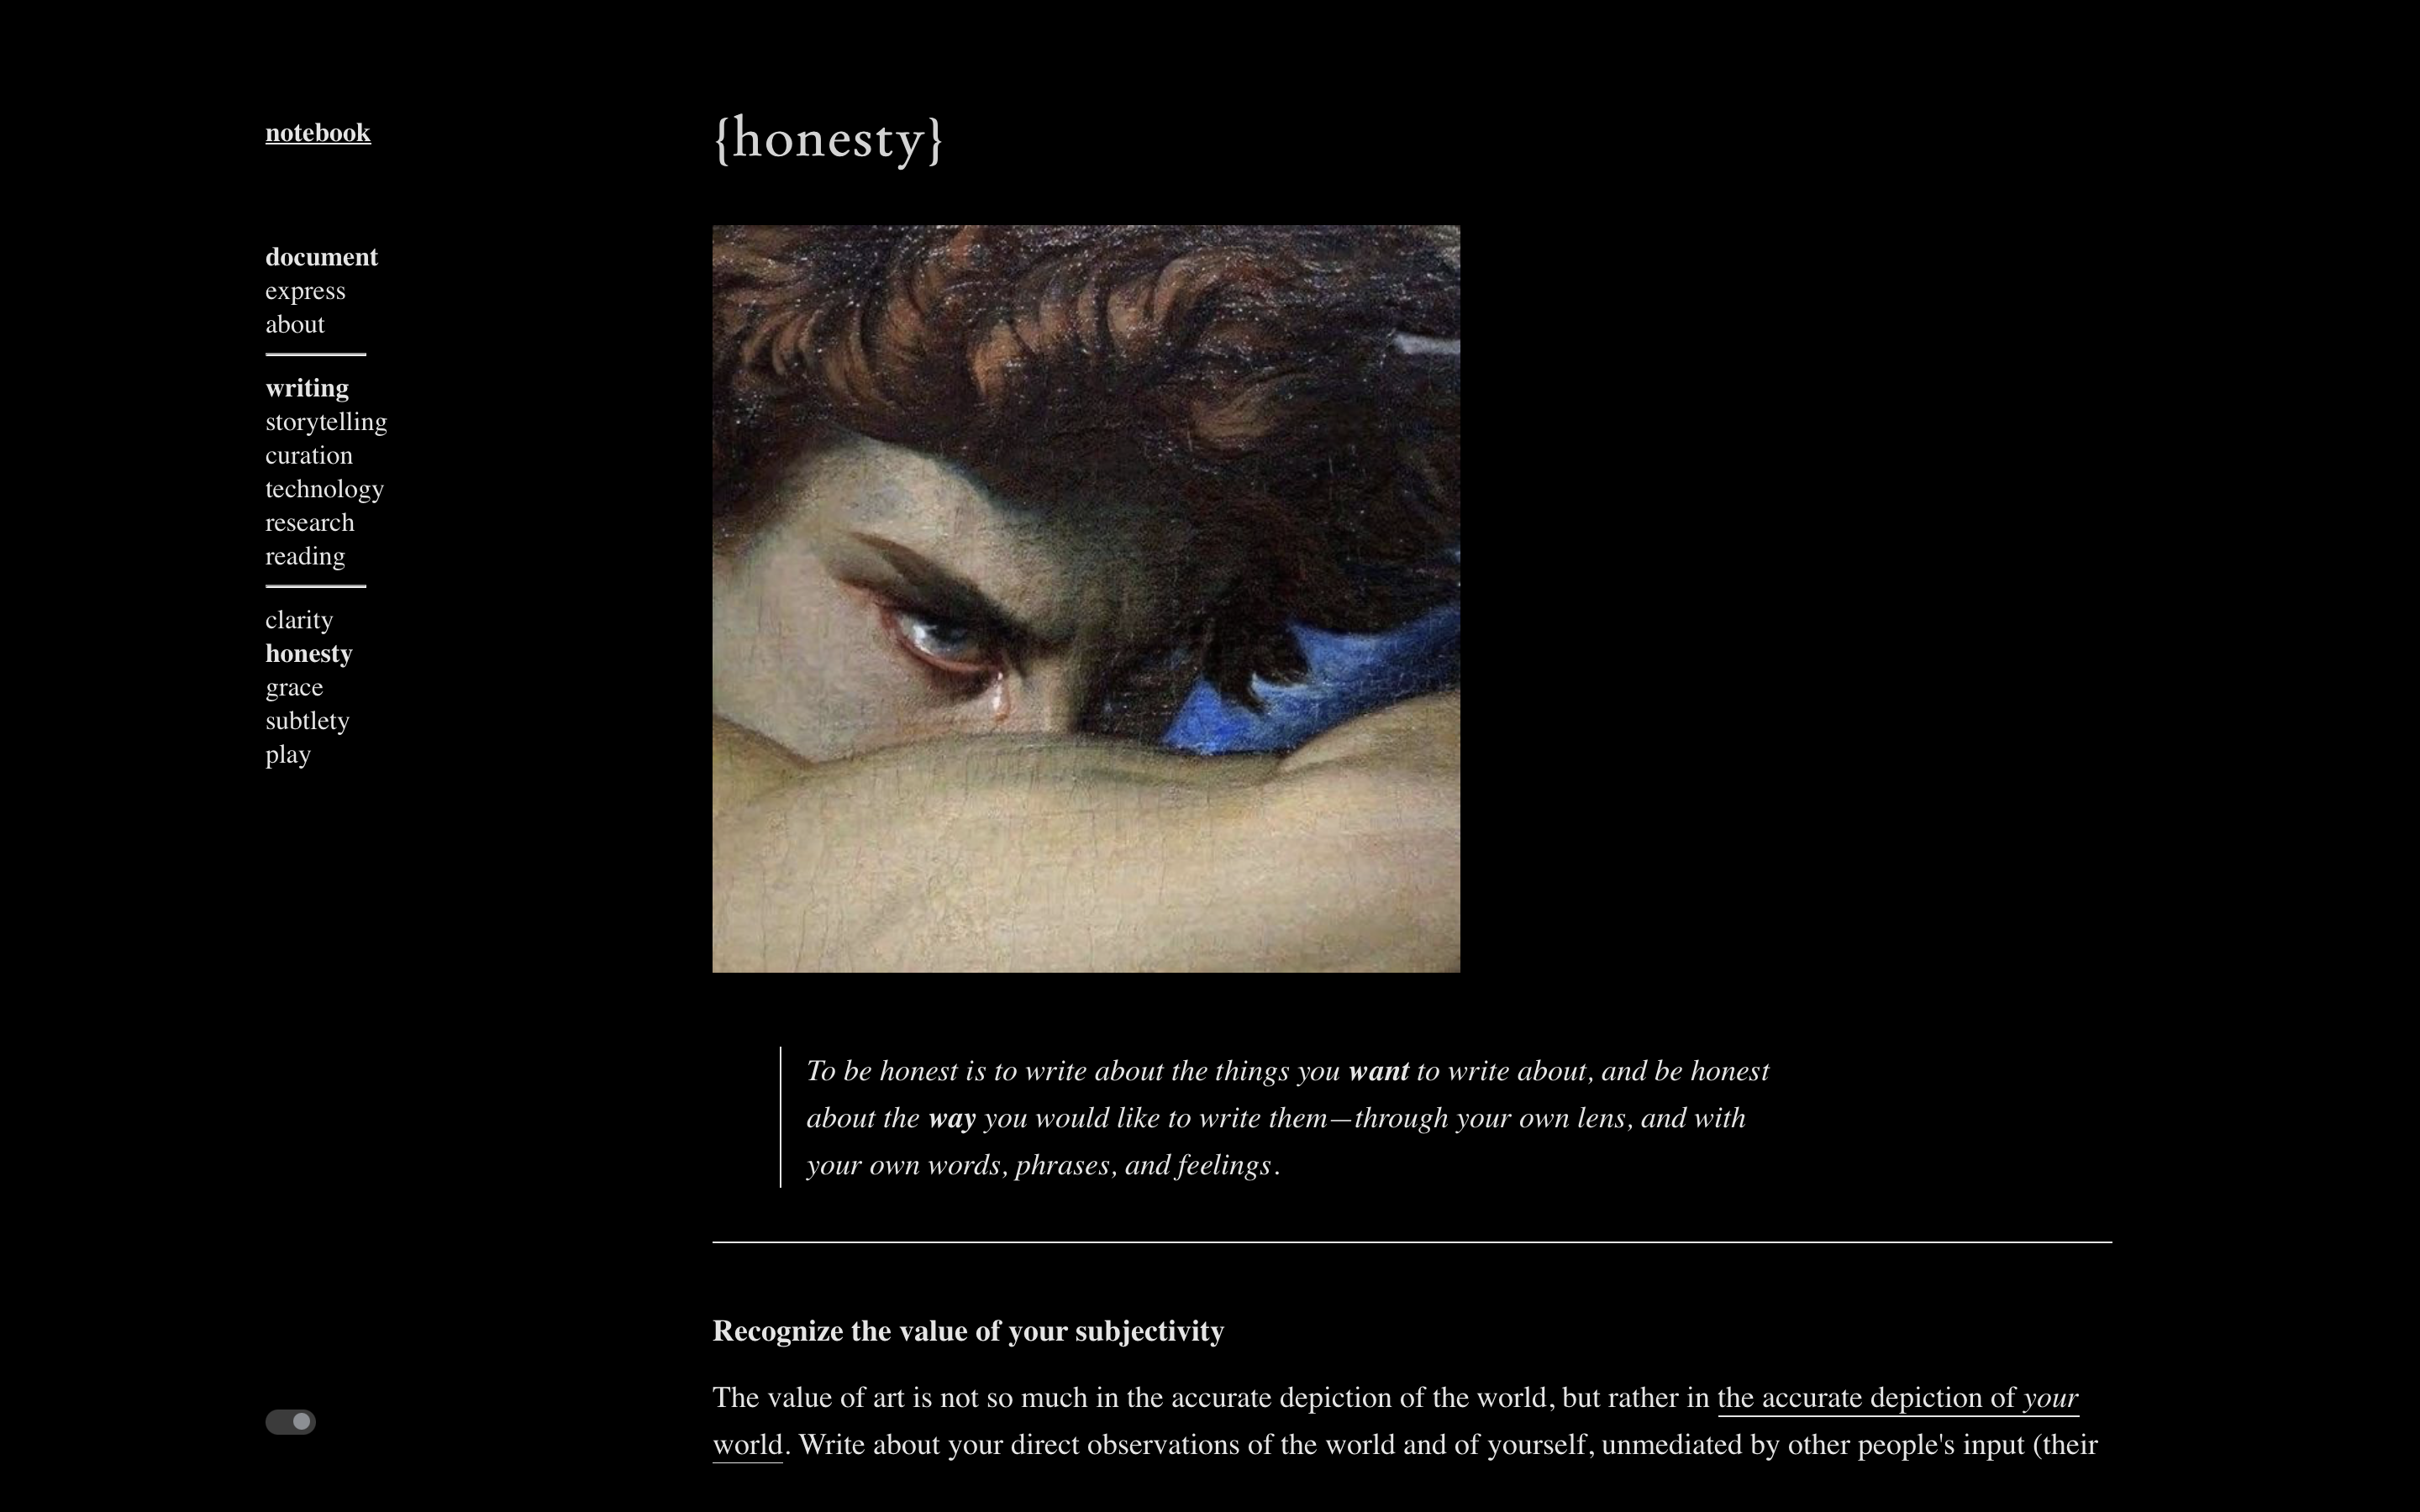 notebook
document
express
about
writing
storytelling
curation
technology
research
reading
clarity
honesty
grace
subtlety
play
{honesty}
To be honest is to write about the things you want to write about, and be honest
about the way you would like to write them—through your own lens, and with
your own words, phrases, and feelings.
Recognize the value of your subjectivity
The value of art is not so much in the accurate depiction of the world, but rather in the accurate depiction of your
world. Write about your direct observations of the world and of yourself, unmediated by other people's input (their